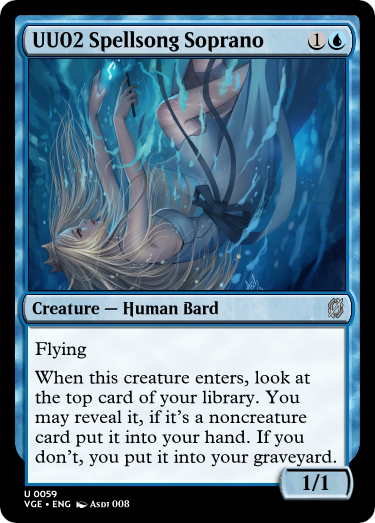 UU02 Spellsong Soprano 1
Creature — Human Bard
Flying
When this creature enters, look at
the top card of your library. You
may reveal it, if it's a noncreature
card put it into your hand. If you
don't, you put it into your graveyard.
1/1
U 0059
VGE • ENG ASDJ 008